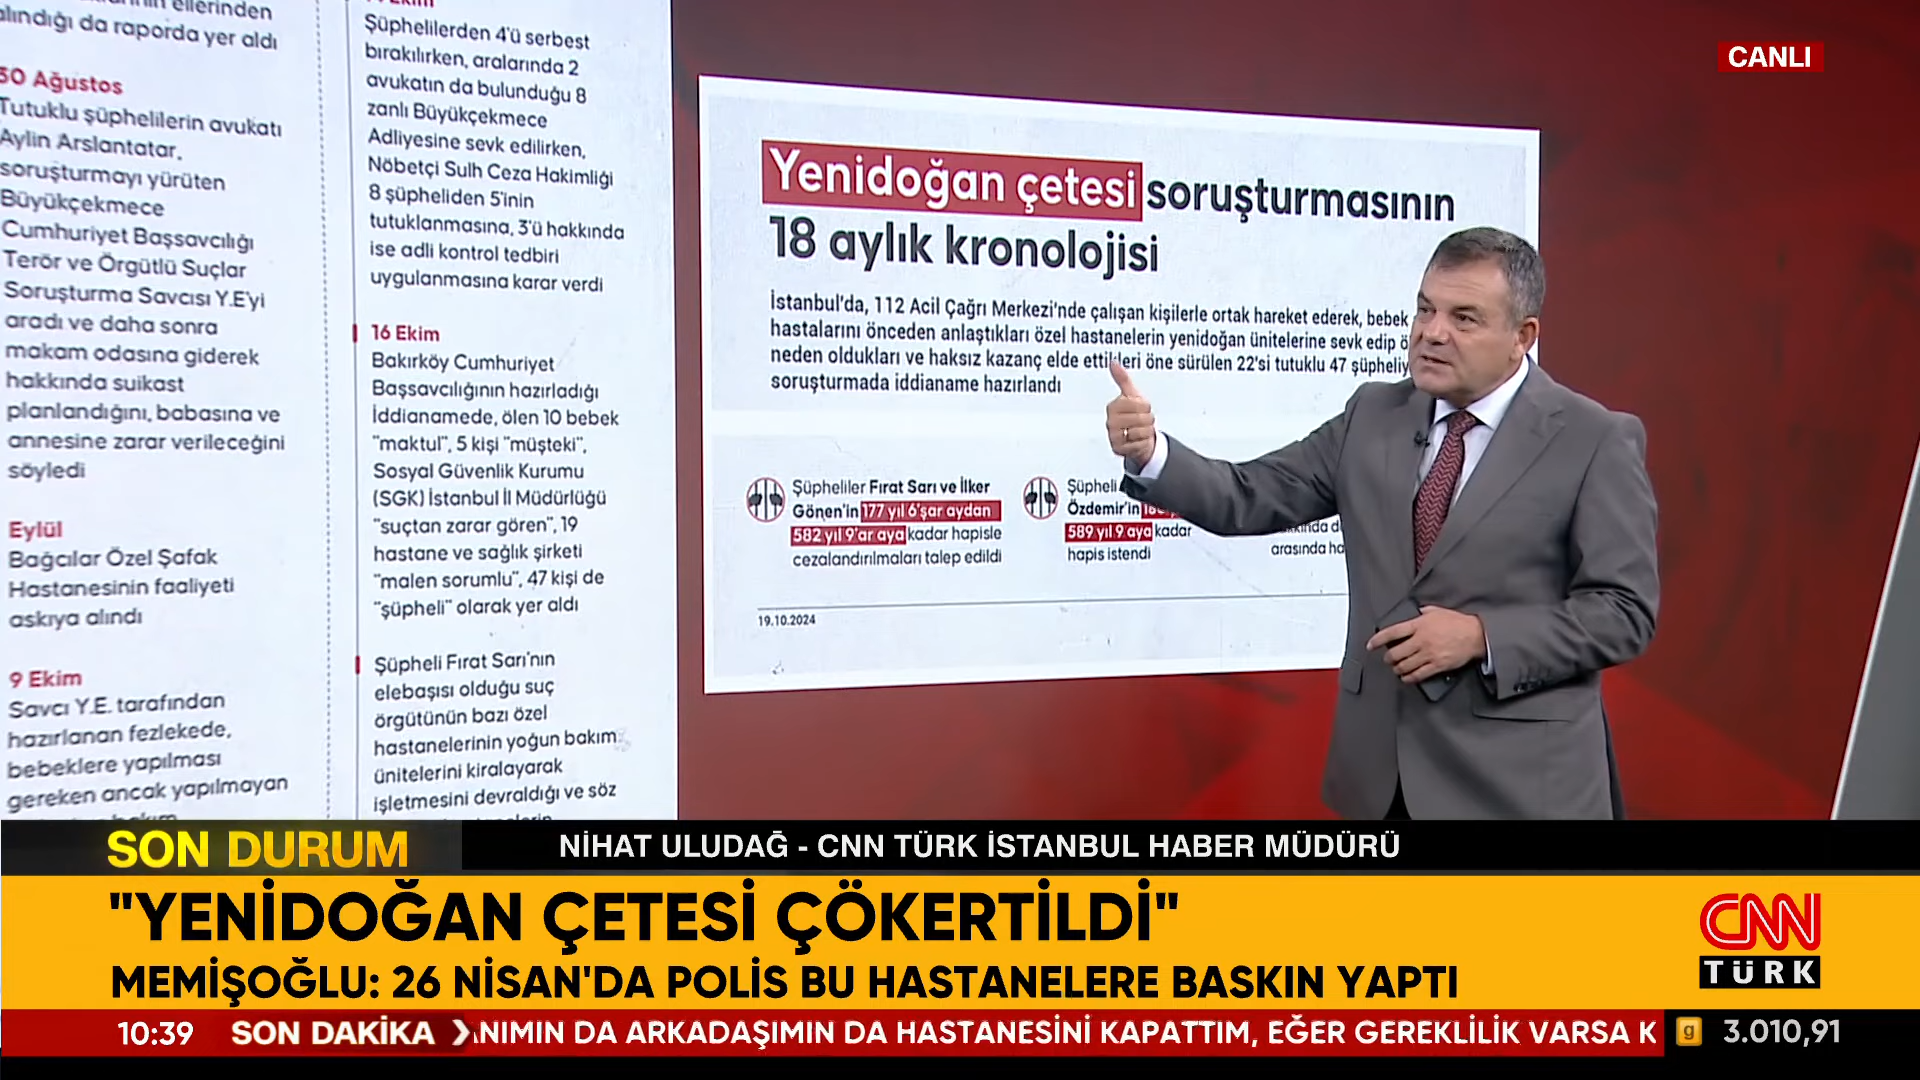 ellerinden
alındığı da raporda yer aldı
30 Ağustos
Tutuklu şüphelilerin avukatı
Aylin Arslantatar,
soruşturmayı yürüten
Büyükçekmece
Cumhuriyet Başsavcılığı
Terör ve Örgütlü Suçlar
Soruşturma Savcısı Y.E'yi
aradı ve daha sonra
makam odasına giderek
hakkında suikast
planlandığını, babasına ve
annesine zarar verileceğini
söyledi
Eylül
Bağcılar Özel Şafak
Hastanesinin faaliyeti
askıya alındı
9 Ekim
Savcı Y.E. tarafından
hazırlanan fezlekede,
bebeklere yapılması
gereken ancak yapılmayan
Ekim
Şüphelilerden 4'ü serbest
bırakılırken, aralarında 2
avukatın da bulunduğu 8
zanlı Büyükçekmece
Adliyesine sevk edilirken,
Nöbetçi Sulh Ceza Hakimliği
8 şüpheliden 5'inin
tutuklanmasına, 3'ü hakkında
ise adli kontrol tedbiri
uygulanmasına karar verdi
16 Ekim
Bakırköy Cumhuriyet
Başsavcılığının hazırladığı
İddianamede, ölen 10 bebek
"maktul", 5 kişi "müşteki",
Sosyal Güvenlik Kurumu
(SGK) İstanbul İl Müdürlüğü
"suçtan zarar gören", 19
hastane ve sağlık şirketi
"malen sorumlu", 47 kişi de
"şüpheli" olarak yer aldı
Şüpheli Fırat Sarı'nın
elebaşısı olduğu suç
örgütünün bazı özel
hastanelerinin yoğun bakım
ünitelerini kiralayarak
işletmesini devraldığı ve söz
Yenidoğan çetesi soruşturmasının
18 aylık kronolojisi
İstanbul'da, 112 Acil Çağrı Merkezi'nde çalışan kişilerle ortak hareket ederek, bebek
hastalarını önceden anlaştıkları özel hastanelerin yenidoğan ünitelerine sevk edip
neden oldukları ve haksız kazanç elde ettikleri öne sürülen 22'si tutuklu 47 şüpheliy
soruşturmada iddianame hazırlandı
Şüpheliler Fırat Sarı ve İlker
Gönen'in 177 yıl 6'şar aydan
582 yıl 9'ar aya kadar hapisle
cezalandırılmaları talep edildi
Şüpheli
Özdemir'in
589 yıl 9 aya kadar
hapis istendi
arasında ha
19.10.2024
CANLI
SON DURUM
NİHAT ULUDAĞ - CNN TÜRK İSTANBUL HABER MÜDÜRÜ
"YENİDOĞAN ÇETESİ ÇÖKERTİLDİ"
MEMİŞOĞLU: 26 NİSAN'DA POLİS BU HASTANELERE BASKIN YAPTI
CNN
TÜRK
10:39 SON DAKİKA ANIMIN DA ARKADAŞIMIN DA HASTANESİNİ KAPATTIM, EĞER GEREKLİLİK VARSA K g 3.010,91